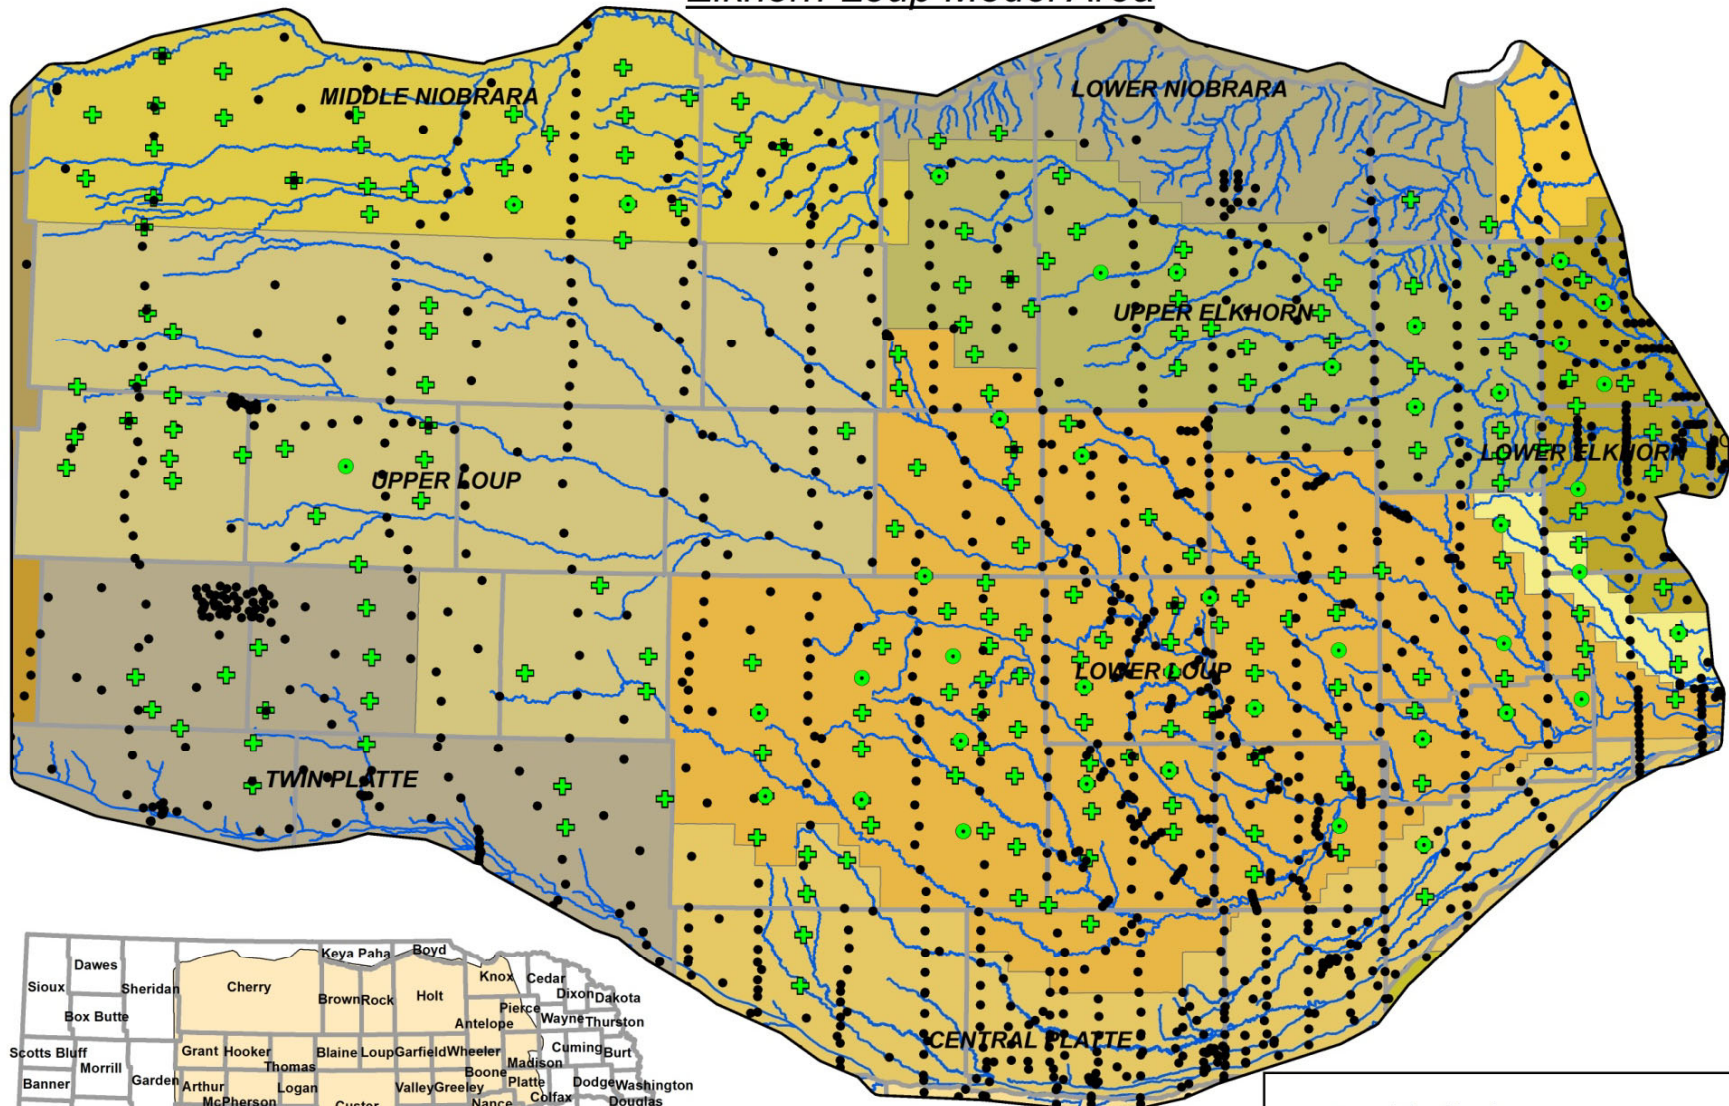 Elkhorn-Loup Model Area
MIDDLE NIOBRARA
LOWER NIOBRARA
UPPER ELKHORN
LOWER ELKHORN
UPPER LOUP
LOWER LOUP
TWIN PLATTE
CENTRAL PLATTE
Keya Paha
Boyd
Dawes
Sioux
Sheridan
Cherry
Knox
Cedar
Dixon
Dakota
Brown
Rock
Holt
Box Butte
Pierce
Wayne
Thurston
Antelope
Scotts Bluff
Grant
Hooker
Thomas
Blaine
Loup
Garfield
Wheeler
Madison
Cuming
Burt
Banner
Morrill
Garden
Arthur
McPherson
Logan
Custer
Valley
Greeley
Boone
Platte
Nance
Colfax
Dodge
Washington
Douglas